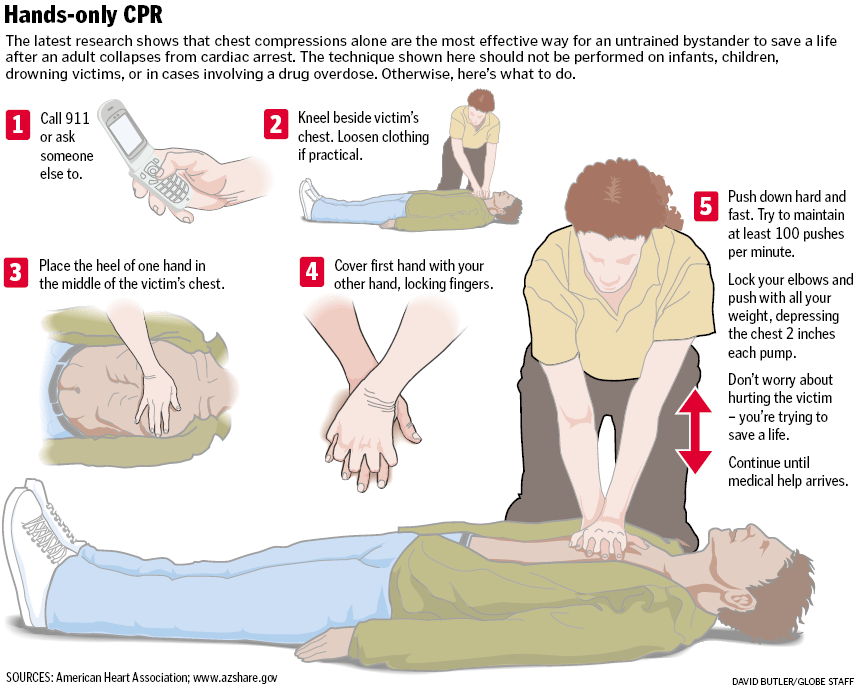 Hands-only CPR
The latest research shows that chest compressions alone are the most effective way for an untrained bystander to save a life
after an adult collapses from cardiac arrest. The technique shown here should not be performed on infants, children,
drowning victims, or in cases involving a drug overdose. Otherwise, here's what to do.
1
Call 911
or ask
someone
else to.
2
Kneel beside victim's
chest. Loosen clothing
if practical.
3
Place the heel of one hand in
the middle of the victim's chest.
4
Cover first hand with your
other hand, locking fingers.
5
Push down hard and
fast. Try to maintain
at least 100 pushes
per minute.
Lock your elbows and
push with all your
weight, depressing
the chest 2 inches
each pump.
Don't worry about
hurting the victim
– you're trying to
save a life.
Continue until
medical help arrives.
SOURCES: American Heart Association; www.azshare.gov
DAVID BUTLER/GLOBE STAFF